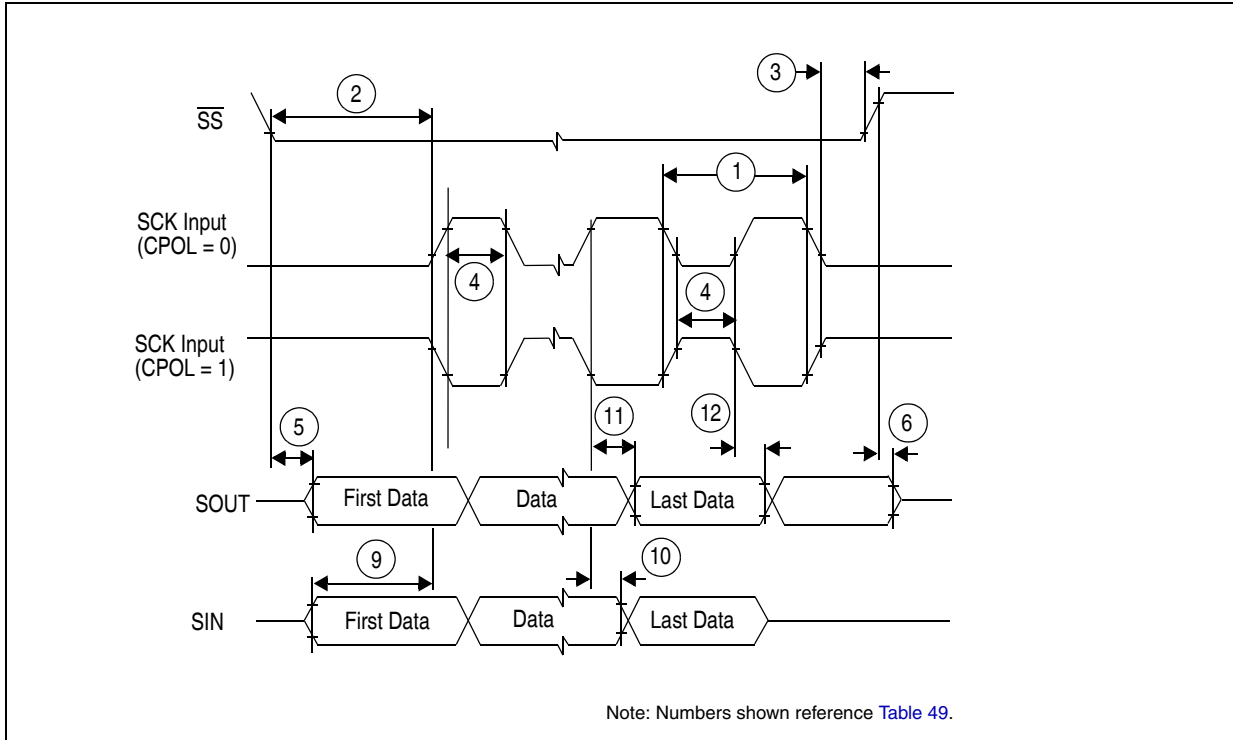 3
2
SS
1
SCK Input
(CPOL = 0)
4
4
SCK Input
(CPOL = 1)
11
12
5
6
First Data
Data
Last Data
SOUT
9
10
First Data
Data
Last Data
SIN
Note: Numbers shown reference Table 49.